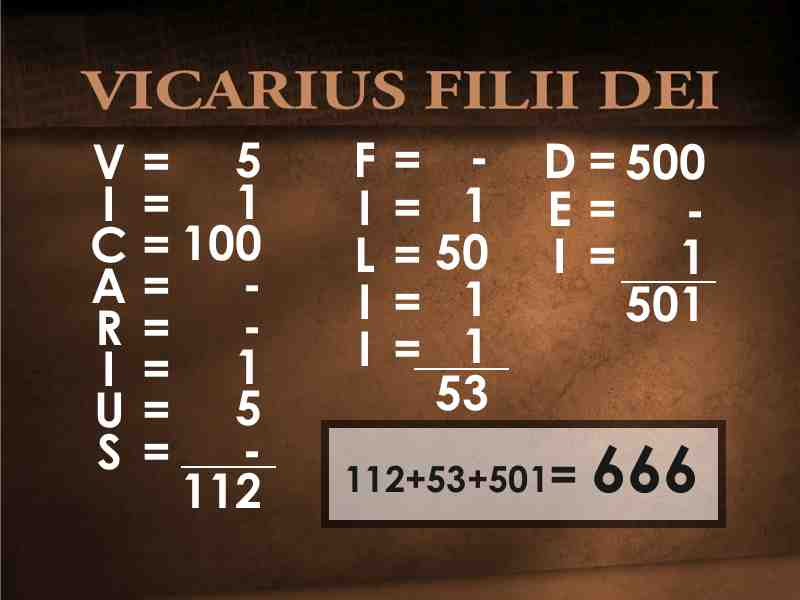 VICARIUS FILII DEI
V = 5
I = 1
C = 100
A = -
R = -
I = 1
U = 5
S = -
112
F = -
I = 1
L = 50
I = 1
I = 1
53
D = 500
E = -
I = 1
501
112+53+501= 666